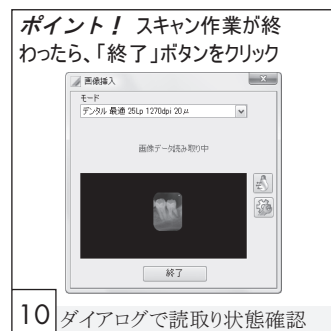 ポイント！ スキャン作業が終
わったら、「終了」ボタンをクリック
画像挿入
モード
デンタル 最適 25Lp 1270dpi 20μ
画像データ読み取り中
終了
10 ダイアログで読取り状態確認